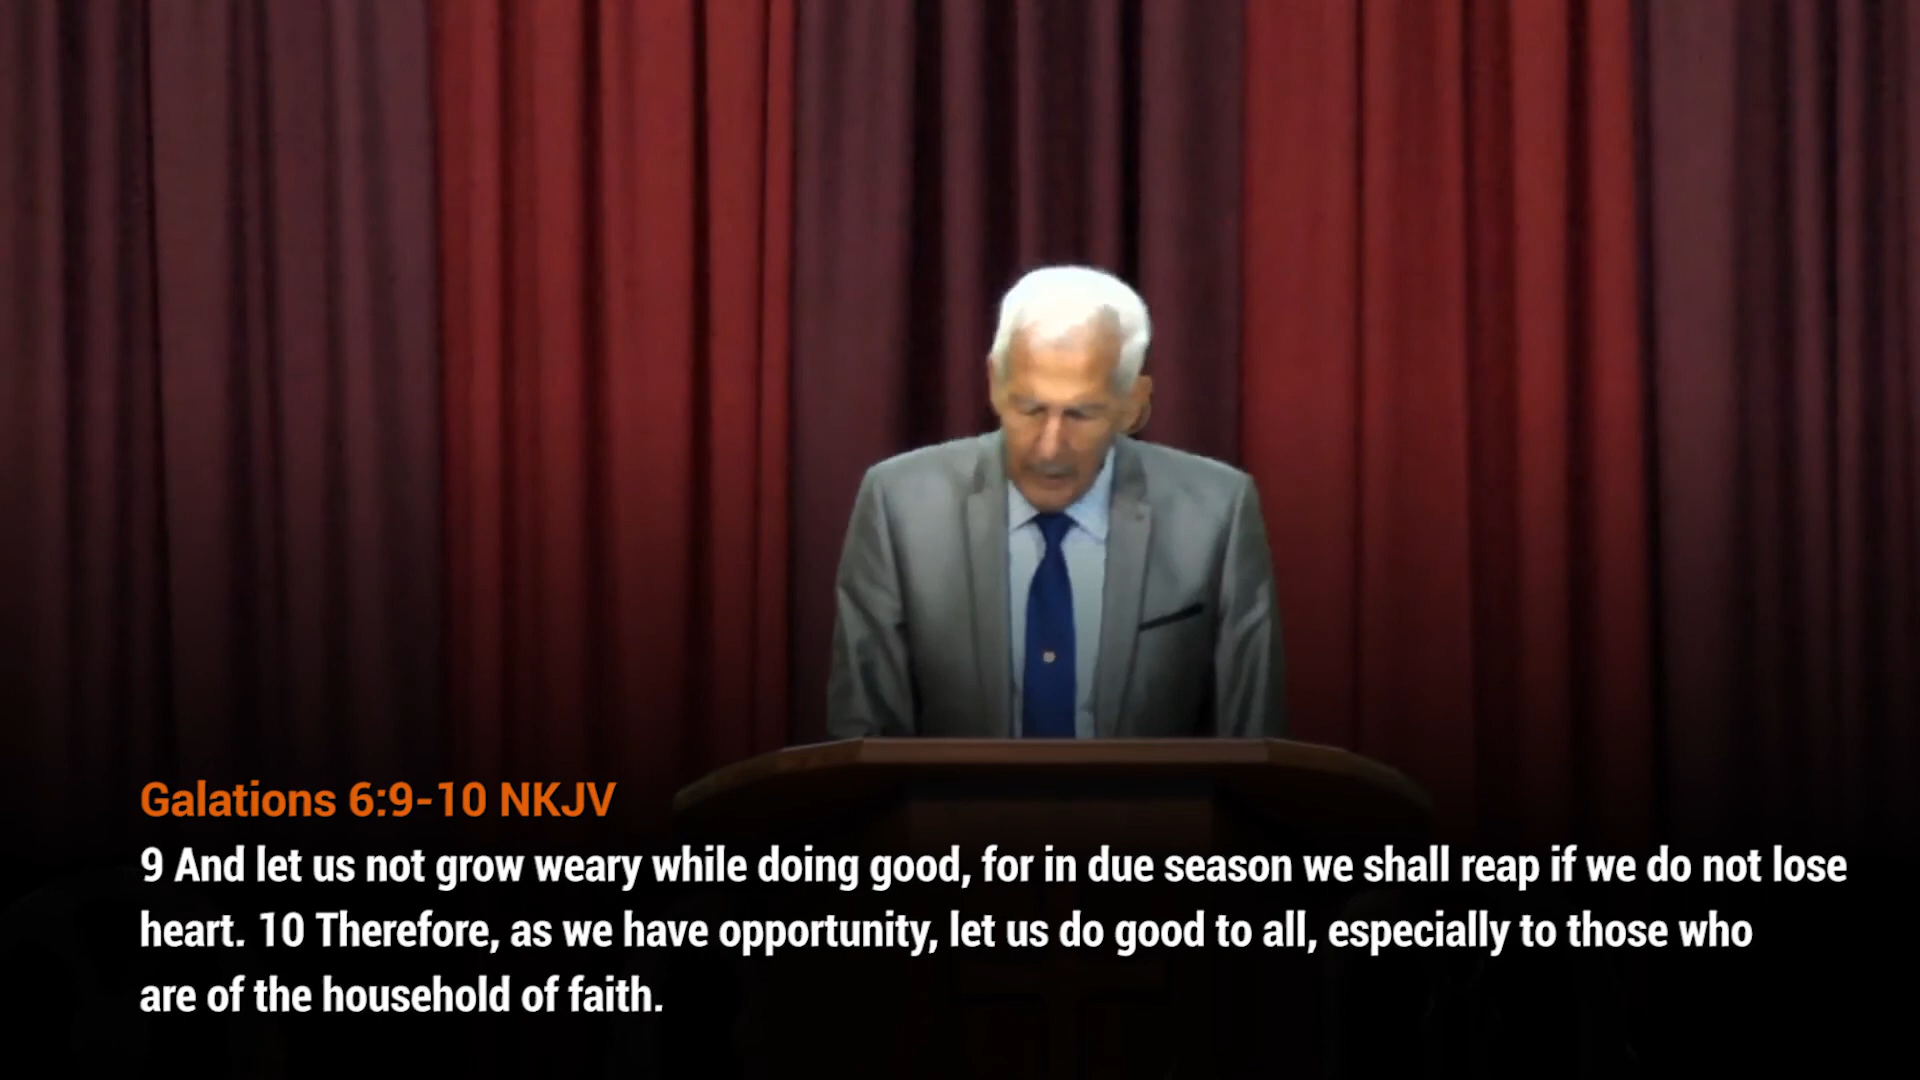 Galations 6:9-10 NKJV
9 And let us not grow weary while doing good, for in due season we shall reap if we do not lose
heart. 10 Therefore, as we have opportunity, let us do good to all, especially to those who
are of the household of faith.